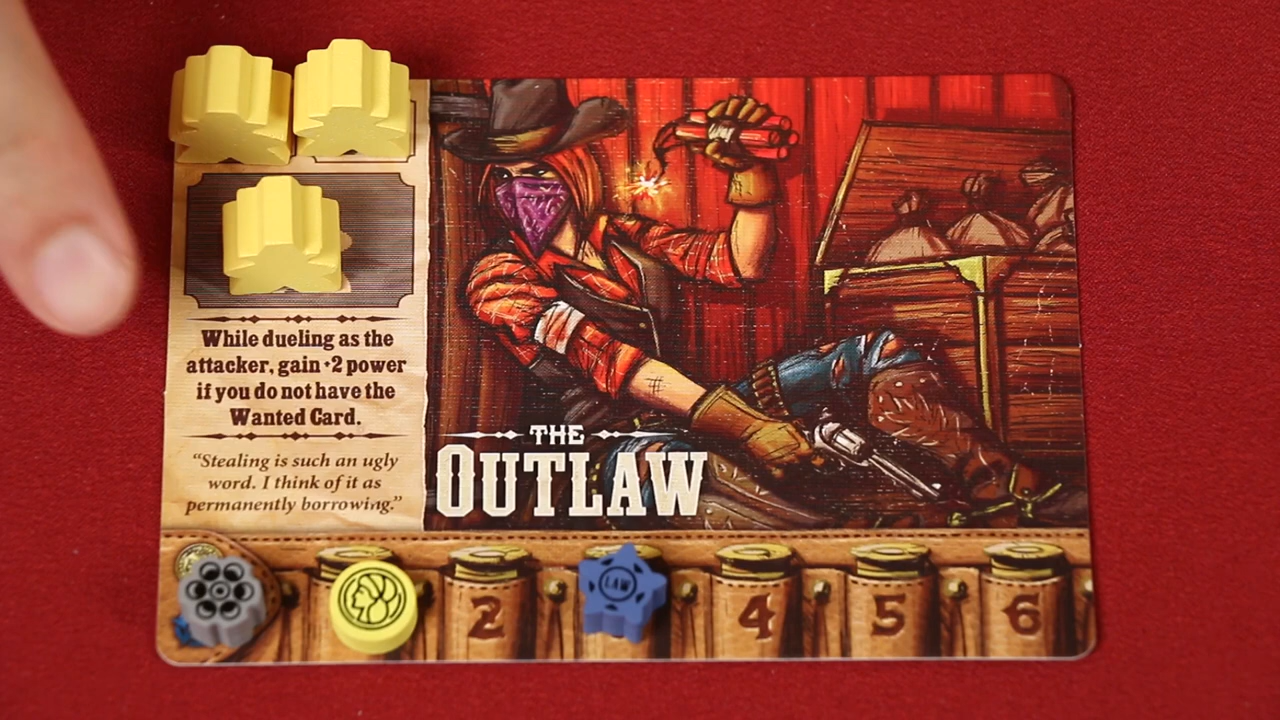 While dueling as the
attacker, gain +2 power
if you do not have the
Wanted Card.
“Stealing is such an ugly
word. I think of it as
permanently borrowing.”
THE
OUTLAW
2
LAW
4
5
6